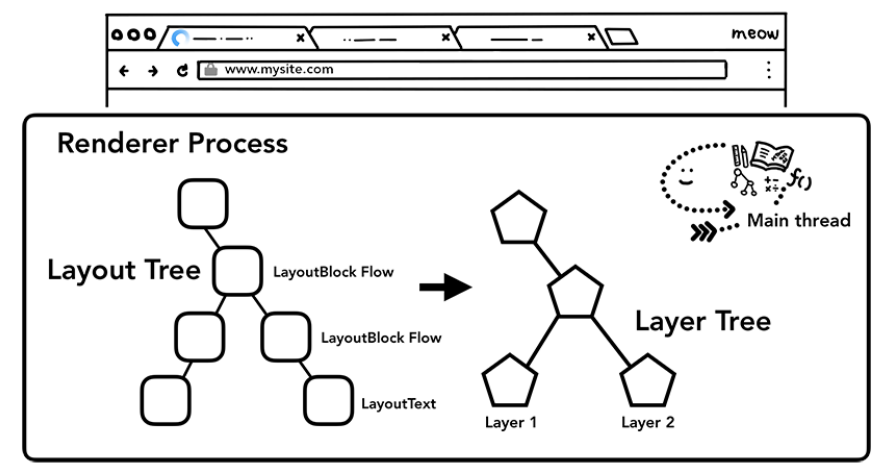 meow
www.mysite.com
Renderer Process
Layout Tree
LayoutBlock Flow
LayoutBlock Flow
LayoutText
Layer Tree
Layer 1
Layer 2
+-
×÷
f()
Main thread